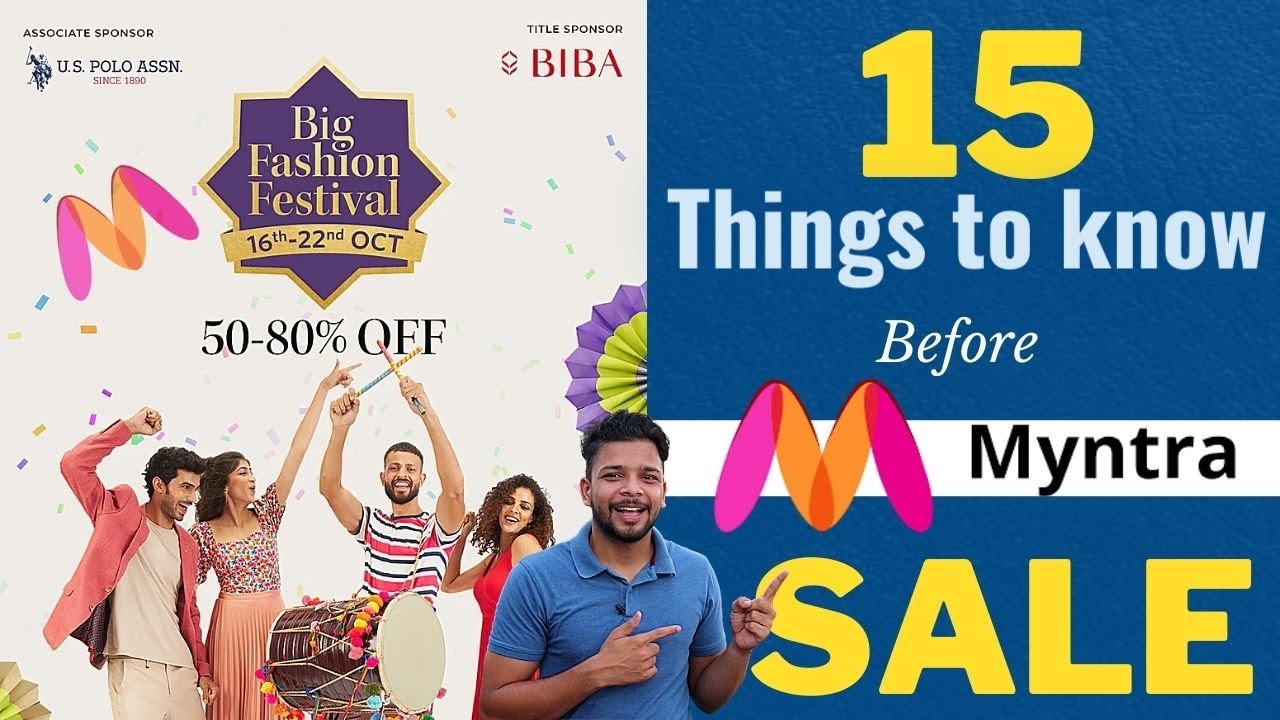 ASSOCIATE SPONSOR
U.S. POLO ASSN.
SINCE 1890
TITLE SPONSOR
BIBA
Big
Fashion
Festival
16th-22nd OCT
50-80% OFF
15
Things to know
Before
Myntra
SALE